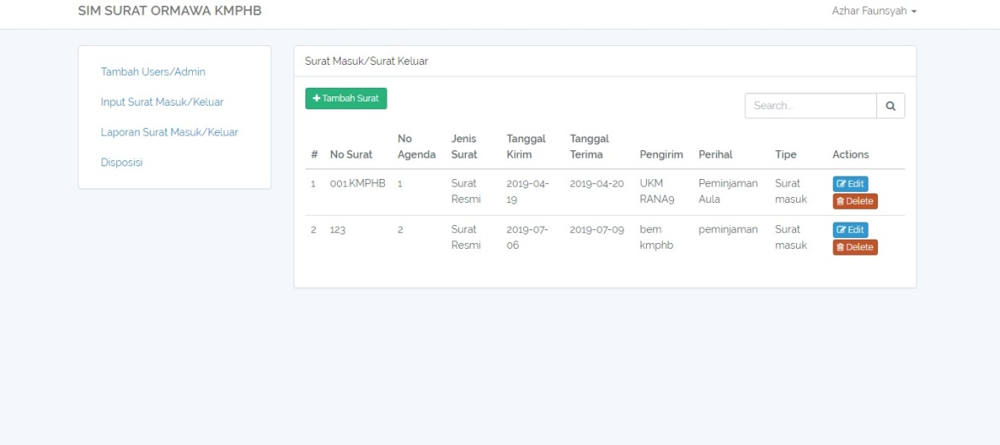 SIM SURAT ORMAWA KMPHB
Azhar Faunsyah
Tambah Users/Admin
Input Surat Masuk/Keluar
Laporan Surat Masuk/Keluar
Disposisi
Surat Masuk/Surat Keluar
+ Tambah Surat
Search...
# No Surat No Agenda Jenis Surat Tanggal Kirim Tanggal Terima Pengirim Perihal Tipe Actions
1 001.KMPHB 1 Surat Resmi 2019-04-19 2019-04-20 UKM RANA9 Peminjaman Aula Surat masuk Edit Delete
2 123 2 Surat Resmi 2019-07-06 2019-07-09 bem kmphb peminjaman Surat masuk Edit Delete